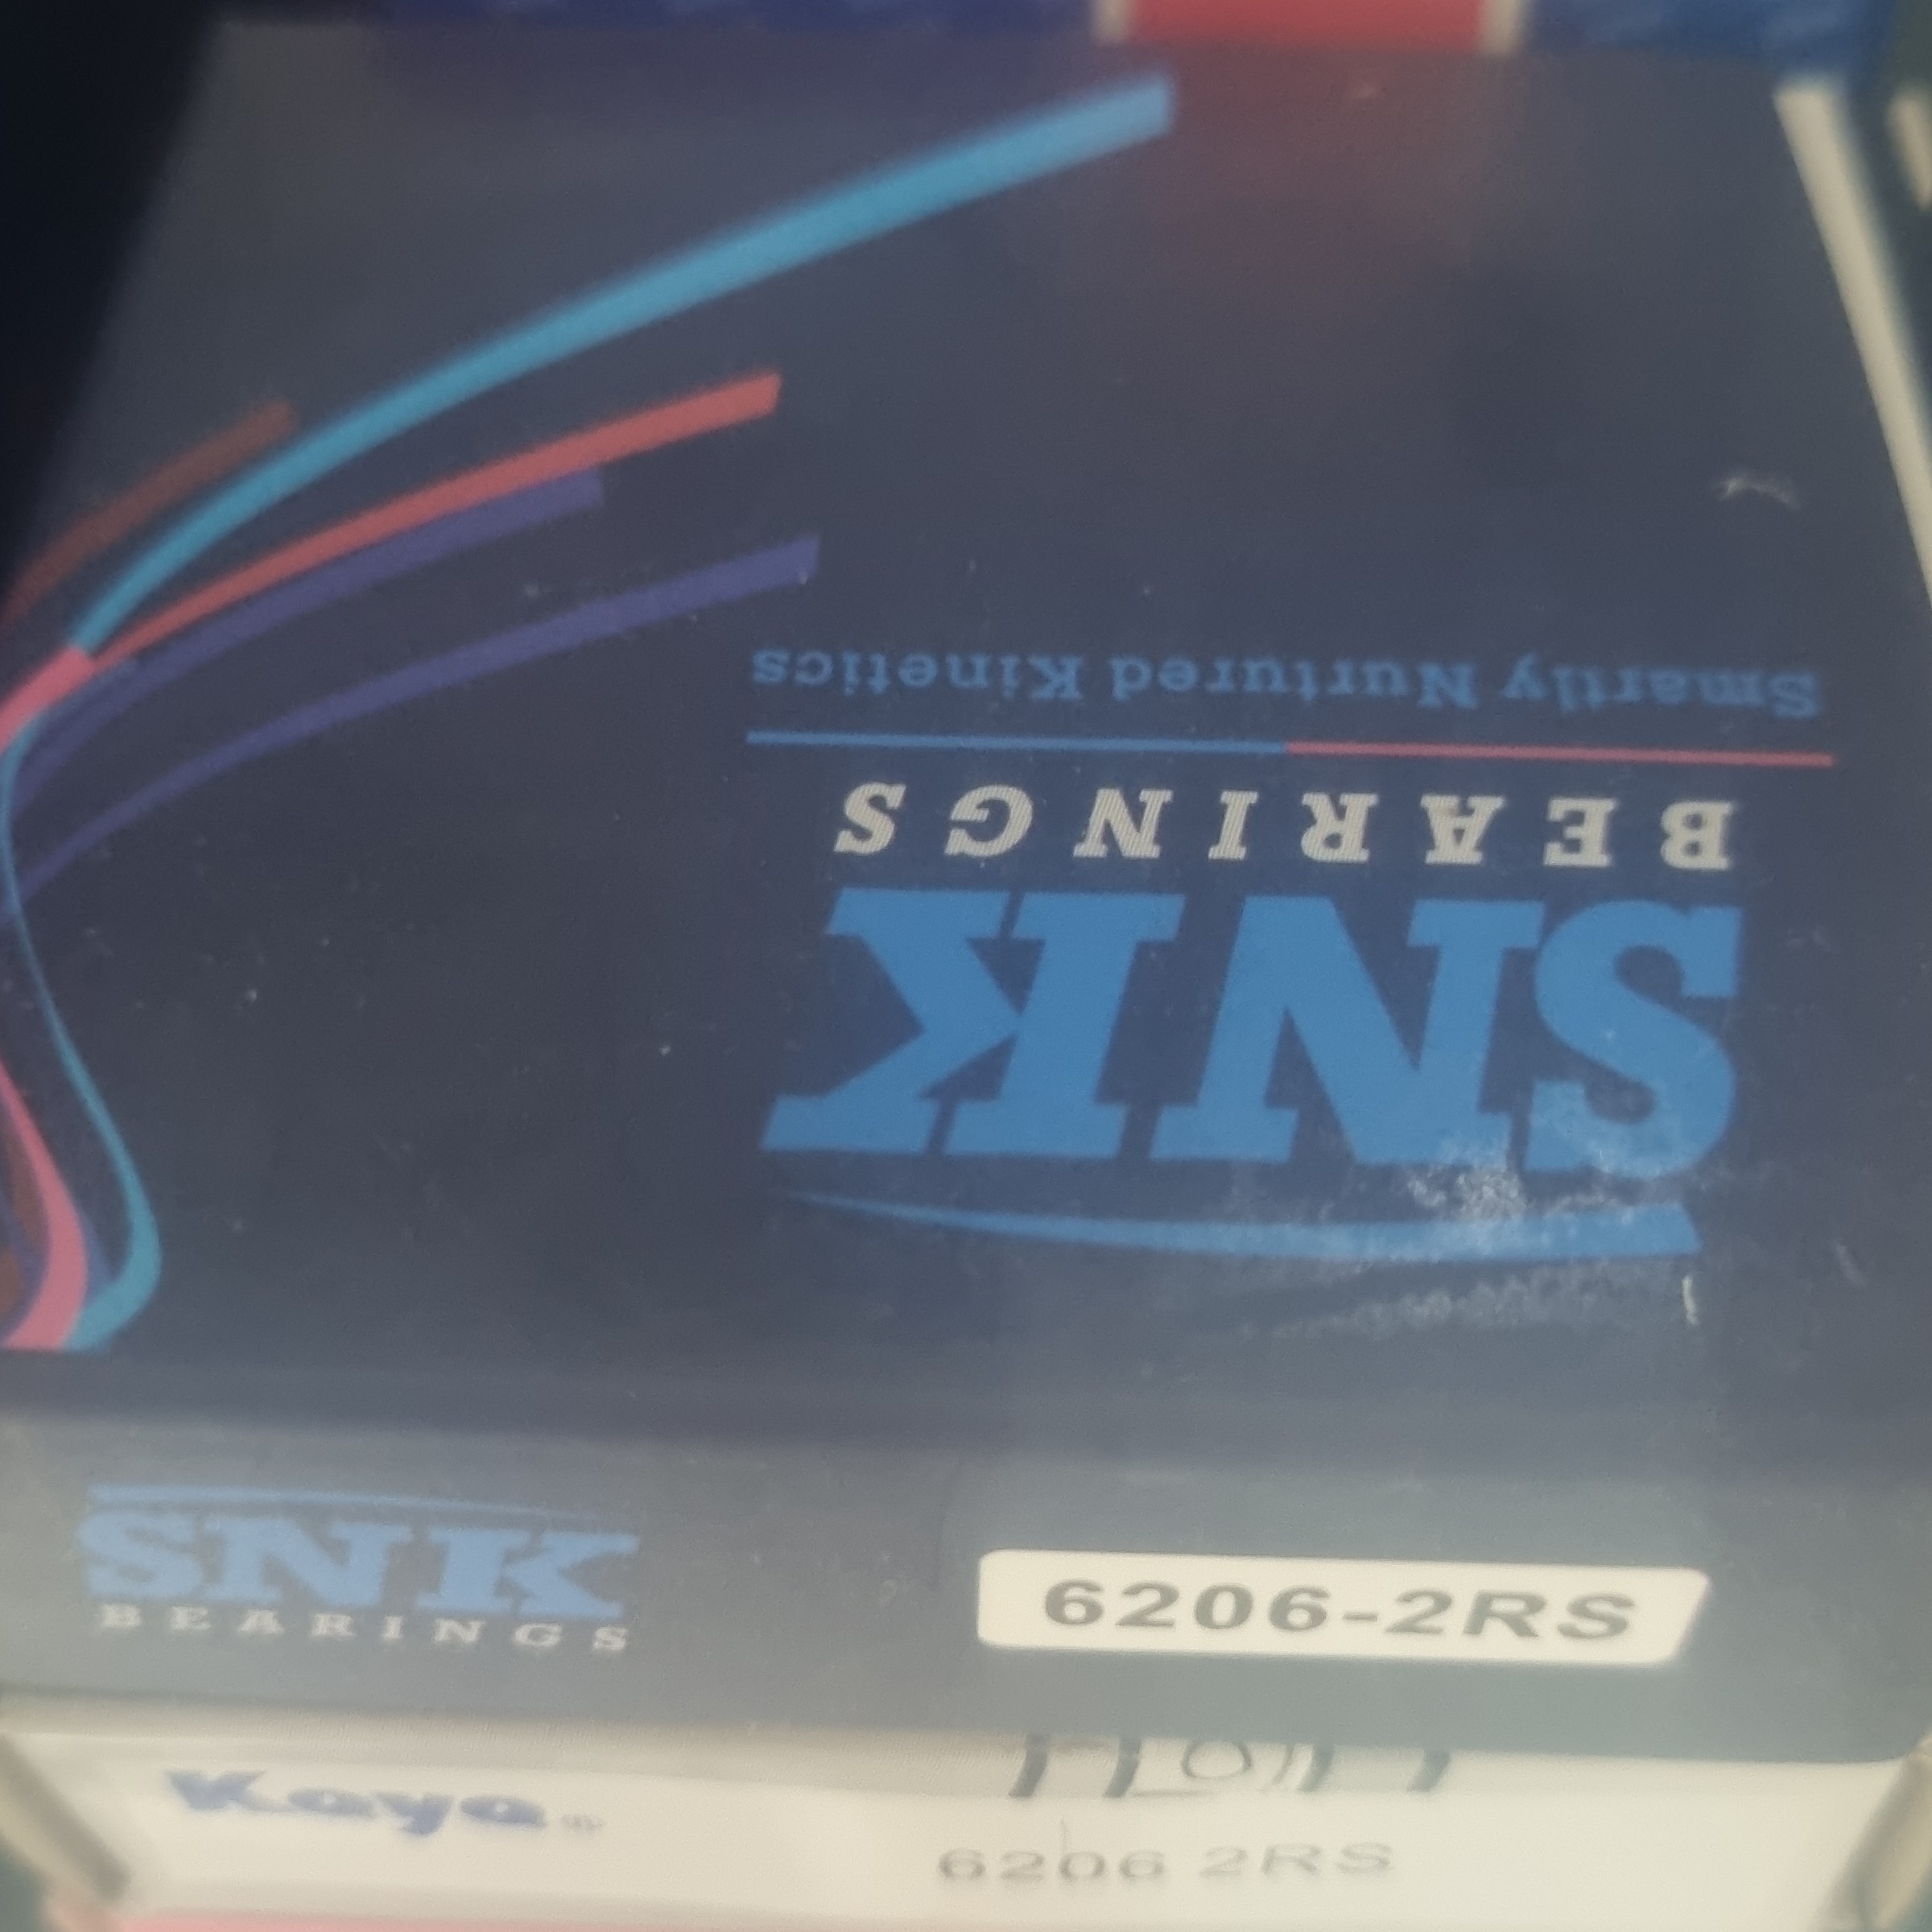 SNK
BEARINGS
Smartly Nurtured Kinetics
SNK
BEARINGS
6206-2RS
Koyo
6206 2RS